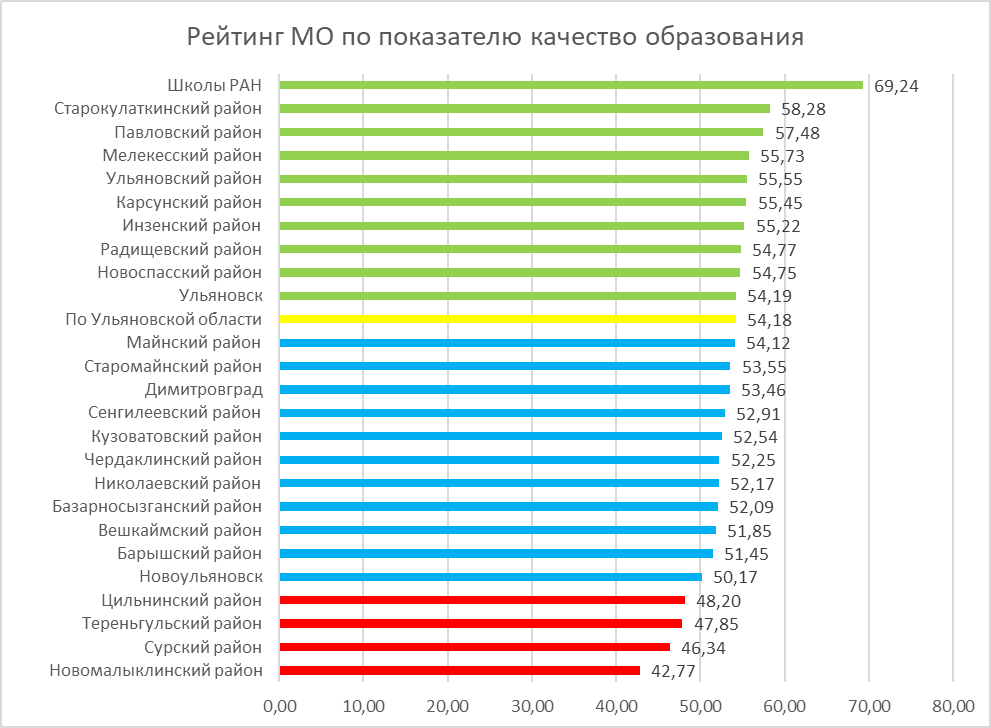 Рейтинг МО по показателю качество образования
Школы РАН 69,24
Старокулаткинский район 58,28
Павловский район 57,48
Мелекесский район 55,73
Ульяновский район 55,55
Карсунский район 55,45
Инзенский район 55,22
Радищевский район 54,77
Новоспасский район 54,75
Ульяновск 54,19
По Ульяновской области 54,18
Майнский район 54,12
Старомайнский район 53,55
Димитровград 53,46
Сенгилеевский район 52,91
Кузоватовский район 52,54
Чердаклинский район 52,25
Николаевский район 52,17
Базарносызганский район 52,09
Вешкаймский район 51,85
Барышский район 51,45
Новоульяновск 50,17
Цильнинский район 48,20
Тереньгульский район 47,85
Сурский район 46,34
Новомалыклинский район 42,77
0,00 10,00 20,00 30,00 40,00 50,00 60,00 70,00 80,00